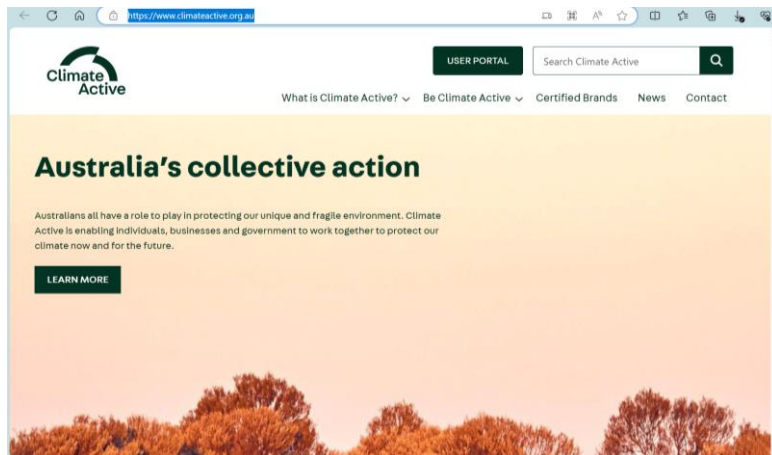 https://www.climateactive.org.au
Climate
Active
USER PORTAL
Search Climate Active
What is Climate Active?
Be Climate Active
Certified Brands
News
Contact
Australia's collective action
Australians all have a role to play in protecting our unique and fragile environment. Climate
Active is enabling individuals, businesses and government to work together to protect our
climate now and for the future.
LEARN MORE